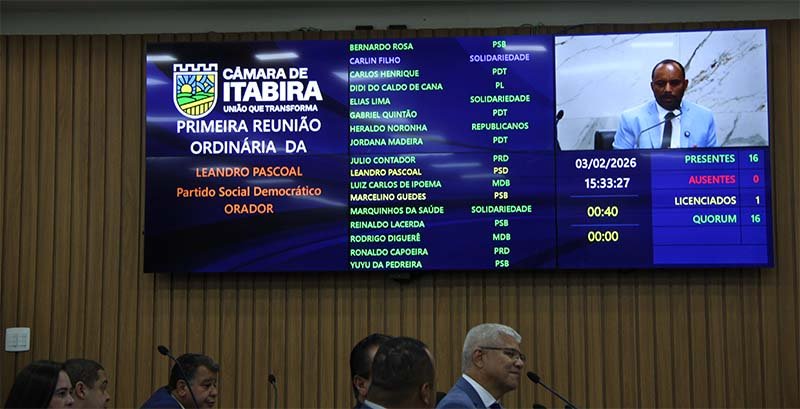 CÂMARA DE
ITABIRA
UNIÃO QUE TRANSFORMA
PRIMEIRA REUNIÃO
ORDINÁRIA DA
LEANDRO PASCOAL
Partido Social Democrático
ORADOR
BERNARDO ROSA PSB
CARLIN FILHO SOLIDARIEDADE
CARLOS HENRIQUE PDT
DIDI DO CALDO DE CANA PL
ELIAS LIMA SOLIDARIEDADE
GABRIEL QUINTÃO PDT
HERALDO NORONHA REPUBLICANOS
JORDANA MADEIRA PDT
JULIO CONTADOR PRD
LEANDRO PASCOAL PSD
LUIZ CARLOS DE IPOEMA MDB
MARCELINO GUEDES PSB
MARQUINHOS DA SAÚDE SOLIDARIEDADE
REINALDO LACERDA PSB
RODRIGO DIGUERÊ MDB
RONALDO CAPOEIRA PRD
YUYU DA PEDREIRA PSB
03/02/2026
15:33:27
00:40
00:00
PRESENTES 16
AUSENTES 0
LICENCIADOS 1
QUORUM 16